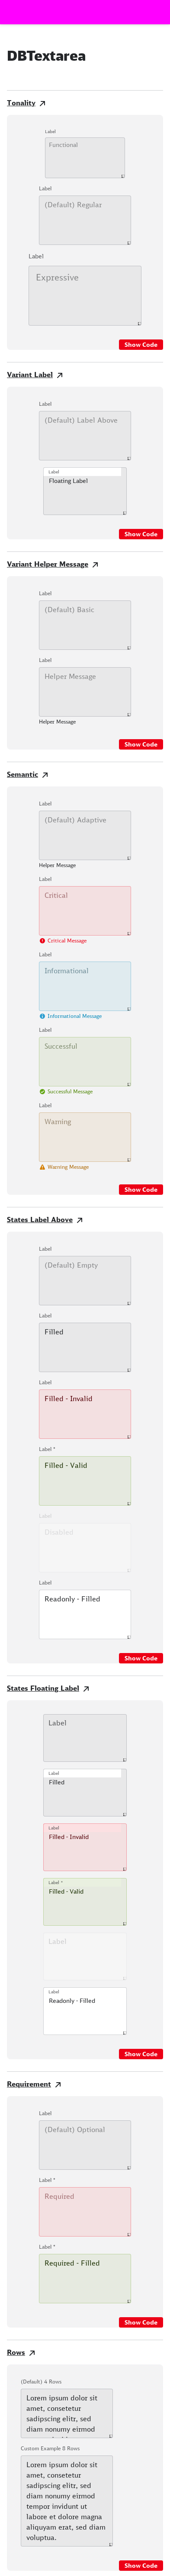 DBTextarea
Tonality
Label
Functional
Label
(Default) Regular
Label
Expressive
Show Code
Variant Label
Label
(Default) Label Above
Label
Floating Label
Show Code
Variant Helper Message
Label
(Default) Basic
Label
Helper Message
Helper Message
Show Code
Semantic
Label
(Default) Adaptive
Helper Message
Label
Critical
Critical Message
Label
Informational
Informational Message
Label
Successful
Successful Message
Label
Warning
Warning Message
Show Code
States Label Above
Label
(Default) Empty
Label
Filled
Label
Filled - Invalid
Label *
Filled - Valid
Label
Disabled
Label
Readonly - Filled
Show Code
States Floating Label
Label
Label
Filled
Label
Filled - Invalid
Label *
Filled - Valid
Label
Label
Readonly - Filled
Show Code
Requirement
Label
(Default) Optional
Label *
Required
Label *
Required - Filled
Show Code
Rows
(Default) 4 Rows
Lorem ipsum dolor sit
amet, consetetur
sadipscing elitr, sed
diam nonumy eirmod
Custom Example 8 Rows
Lorem ipsum dolor sit
amet, consetetur
sadipscing elitr, sed
diam nonumy eirmod
tempor invidunt ut
labore et dolore magna
aliquyam erat, sed diam
voluptua.
Show Code